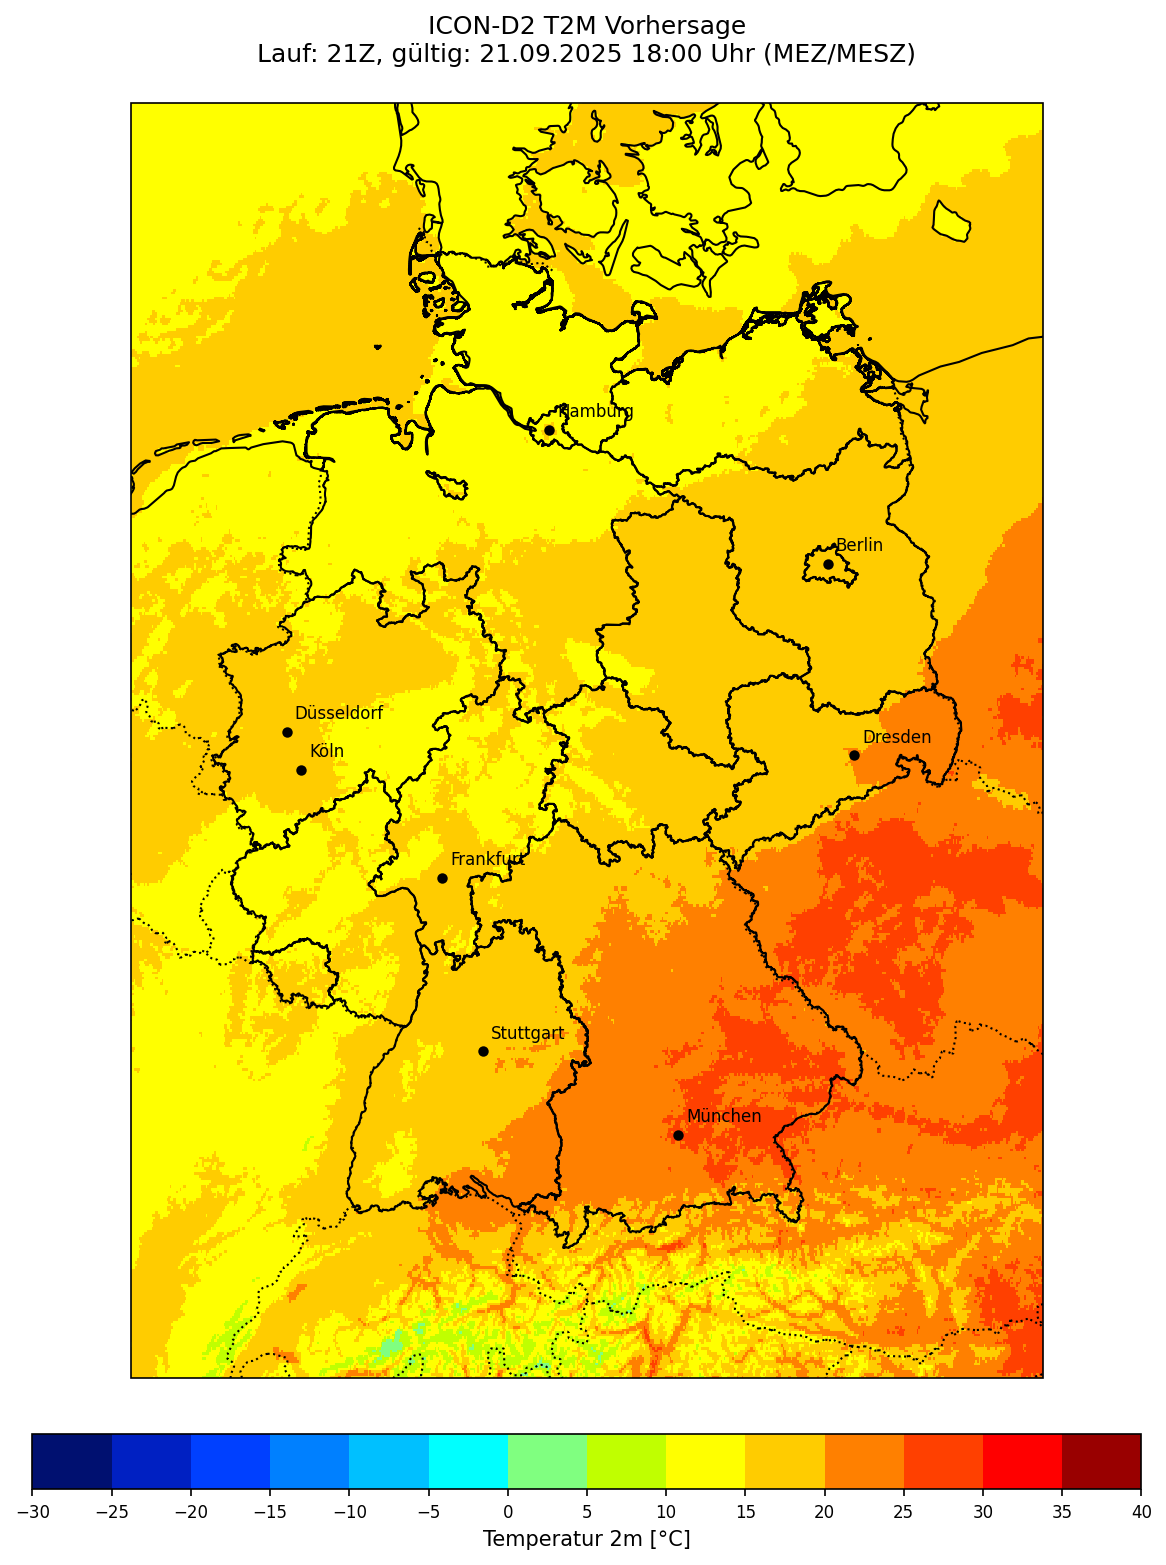 ICON-D2 T2M Vorhersage
Lauf: 21Z, gültig: 21.09.2025 18:00 Uhr (MEZ/MESZ)
Hamburg
Berlin
Düsseldorf
Dresden
Köln
Frankfurt
Stuttgart
München
−30 −25 −20 −15 −10 −5 0 5 10 15 20 25 30 35 40
Temperatur 2m [°C]